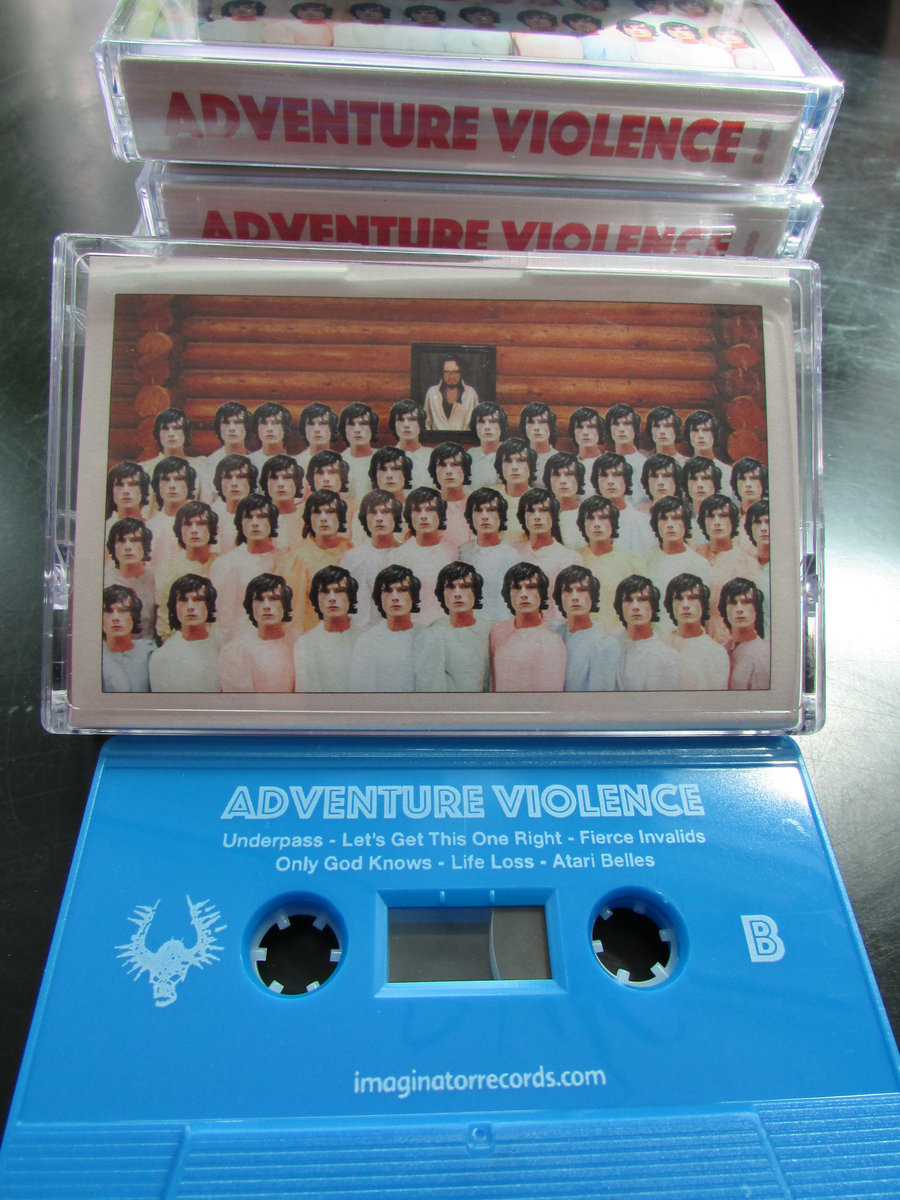 ADVENTURE VIOLENCE !
ADVENTURE VIOLENCE !
ADVENTURE VIOLENCE
Underpass - Let's Get This One Right - Fierce Invalids
Only God Knows - Life Loss - Atari Belles
B
imaginatorrecords.com